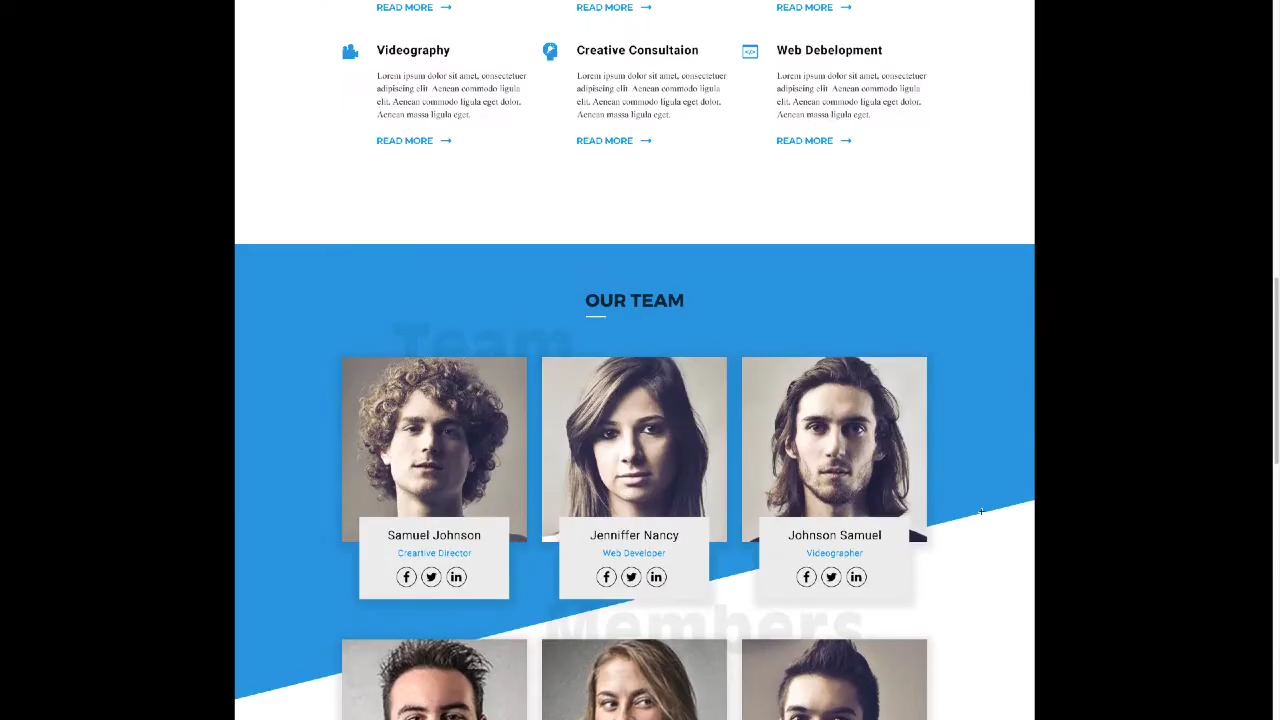 READ MORE → READ MORE → READ MORE →
Videography
Lorem ipsum dolor sit amet, consectetuer
adipiscing elit. Aenean commodo ligula
elit. Aenean commodo ligula eget dolor.
Aenean massa ligula eget.
READ MORE →
Creative Consultaion
Lorem ipsum dolor sit amet, consectetuer
adipiscing elit. Aenean commodo ligula
elit. Aenean commodo ligula eget dolor.
Aenean massa ligula eget.
READ MORE →
Web Debelopment
Lorem ipsum dolor sit amet, consectetuer
adipiscing elit. Aenean commodo ligula
elit. Aenean commodo ligula eget dolor.
Aenean massa ligula eget.
READ MORE →
OUR TEAM
Team
Samuel Johnson
Creartive Director
Jenniffer Nancy
Web Developer
Johnson Samuel
Videographer
Members